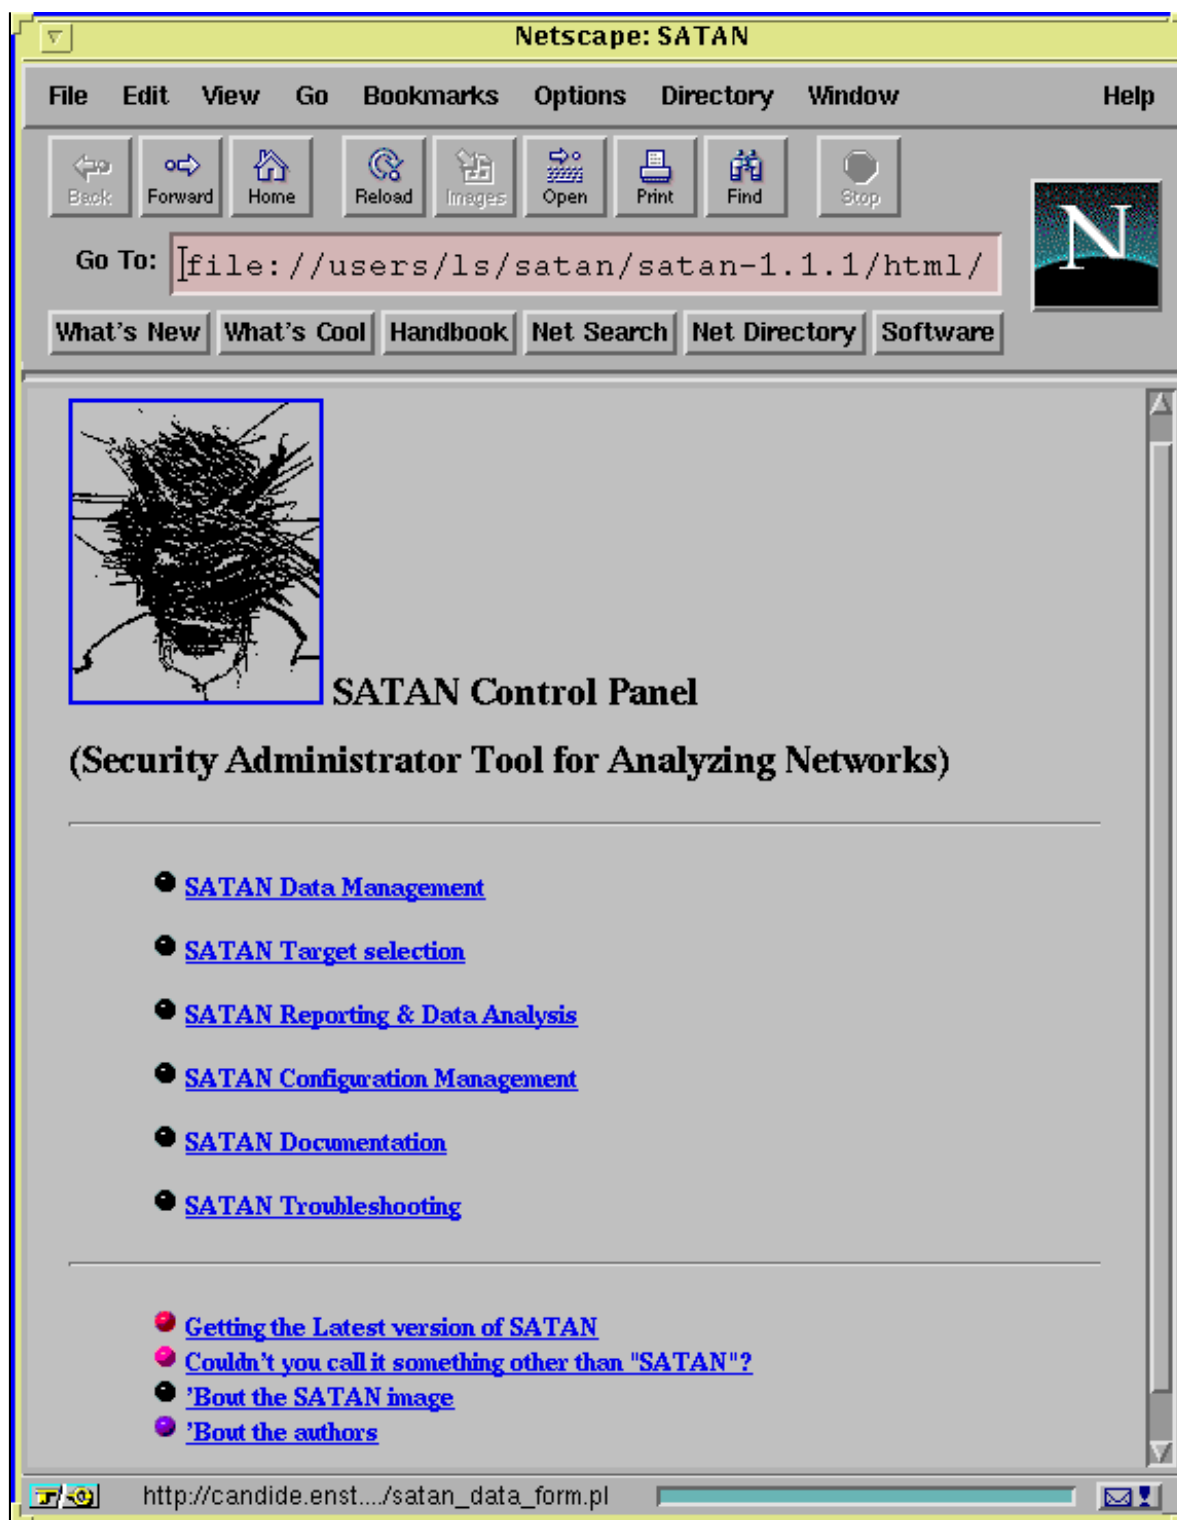 Netscape: SATAN
File Edit View Go Bookmarks Options Directory Window Help
Back Forward Home Reload Images Open Print Find Stop
N
Go To: file://users/ls/satan/satan-1.1.1/html/
What's New What's Cool Handbook Net Search Net Directory Software
SATAN Control Panel
(Security Administrator Tool for Analyzing Networks)
SATAN Data Management
SATAN Target selection
SATAN Reporting & Data Analysis
SATAN Configuration Management
SATAN Documentation
SATAN Troubleshooting
Getting the Latest version of SATAN
Couldn't you call it something other than "SATAN"?
'Bout the SATAN image
'Bout the authors
http://candide.enst..../satan_data_form.pl